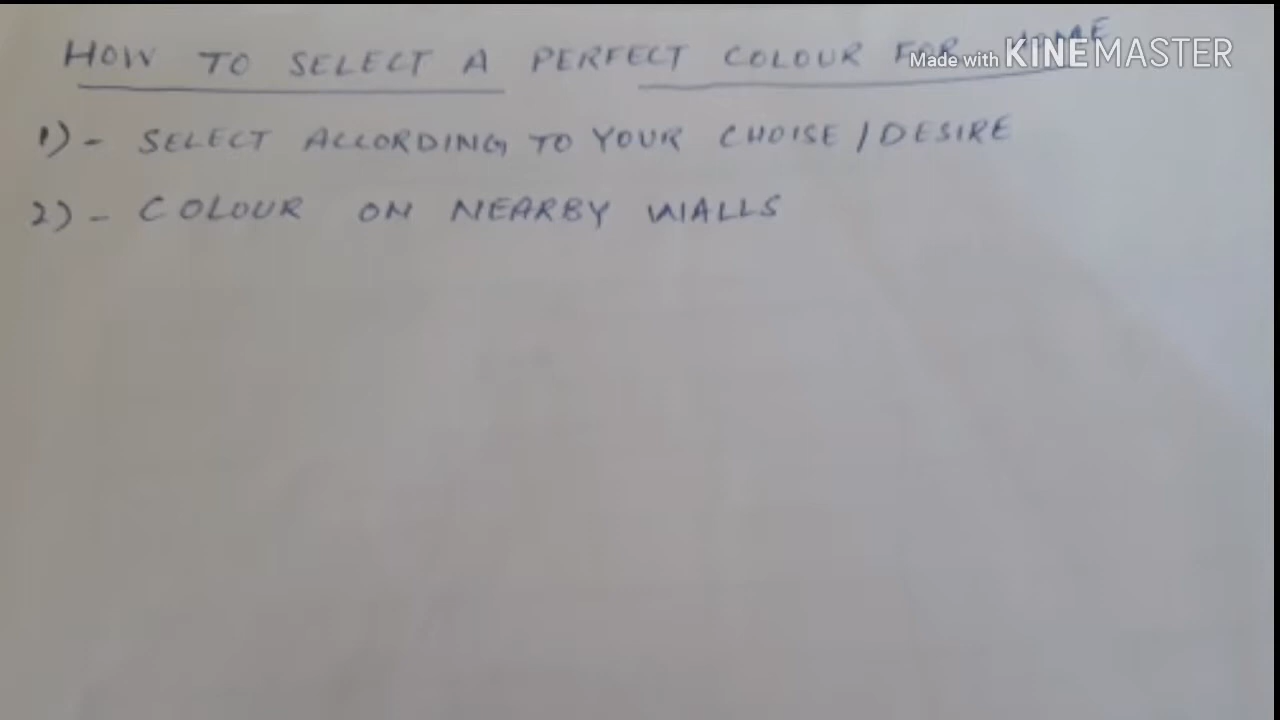 HOW TO SELECT A PERFECT COLOUR FOR HOME
Made with KINEMASTER
1) - SELECT ACCORDING TO YOUR CHOISE / DESIRE
2) - COLOUR ON NEARBY WALLS